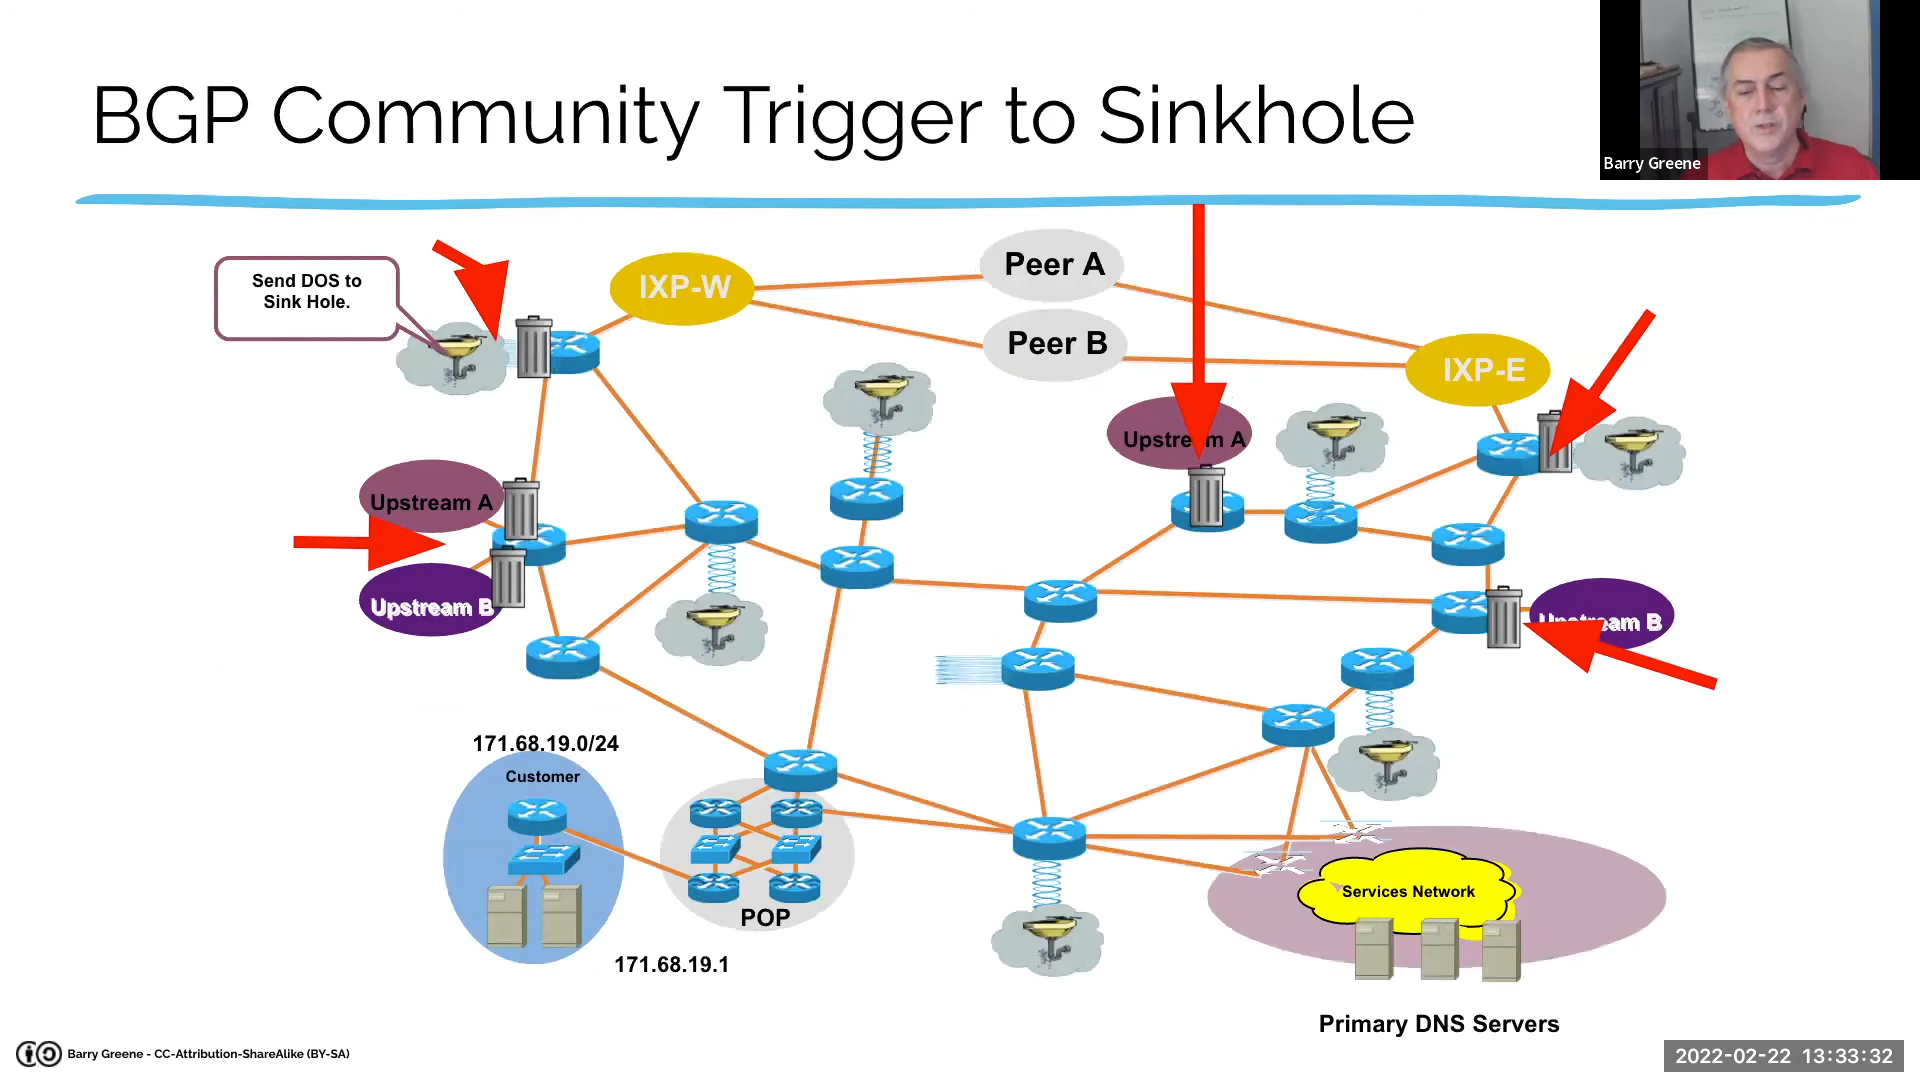 BGP Community Trigger to Sinkhole
Barry Greene
Send DOS to
Sink Hole.
IXP-W
Peer A
Peer B
IXP-E
Upstream A
Upstream A
Upstream B
Upstream B
171.68.19.0/24
Customer
POP
171.68.19.1
Services Network
Primary DNS Servers
Barry Greene - CC-Attribution-ShareAlike (BY-SA)
2022-02-22 13:33:32